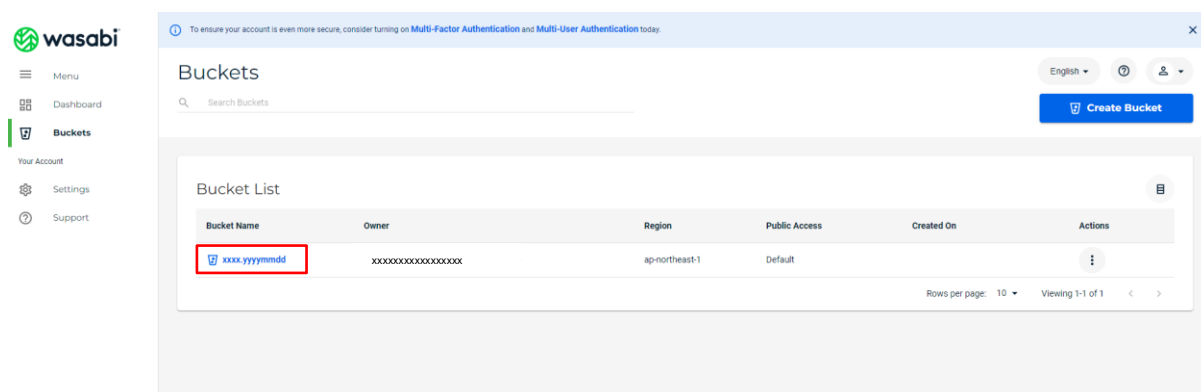 wasabi
To ensure your account is even more secure, consider turning on Multi-Factor Authentication and Multi-User Authentication today.
Menu
Dashboard
Buckets
Your Account
Settings
Support
Buckets
English
Search Buckets
Create Bucket
Bucket List
Bucket Name Owner Region Public Access Created On Actions
xxxx.yyyymmdd xxxxxxxxxxxxxxxxx ap-northeast-1 Default
Rows per page: 10 Viewing 1-1 of 1